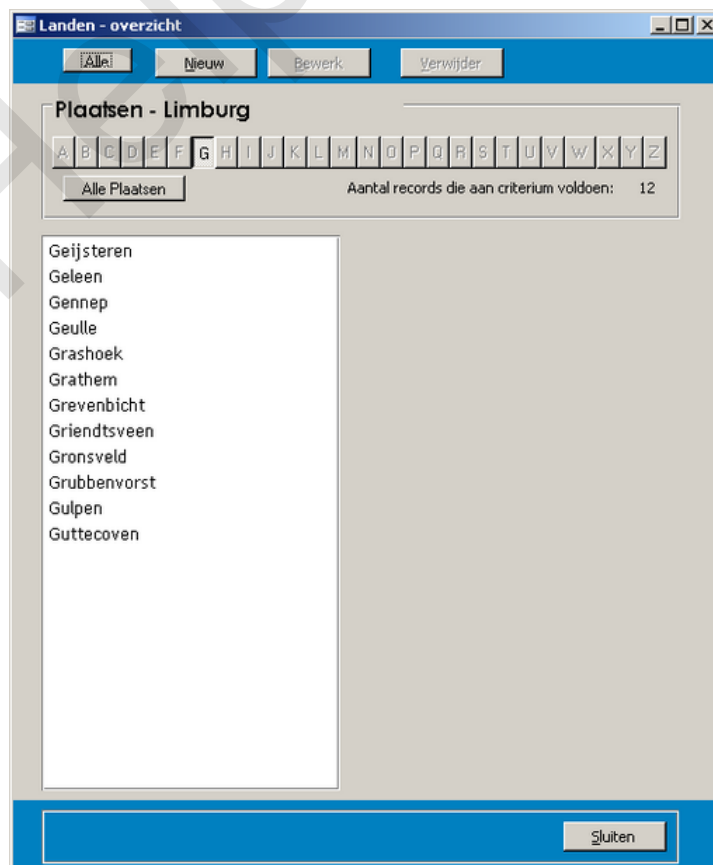 Landen - overzicht
Alle Nieuw Bewerk Verwijder
Plaatsen - Limburg
A B C D E F G H I J K L M N O P Q R S T U V W X Y Z
Alle Plaatsen Aantal records die aan criterium voldoen: 12
Geijsteren
Geleen
Gennep
Geulle
Grashoek
Grathem
Grevenbicht
Griendtsveen
Gronsveld
Grubbenvorst
Gulpen
Guttecoven
Sluiten